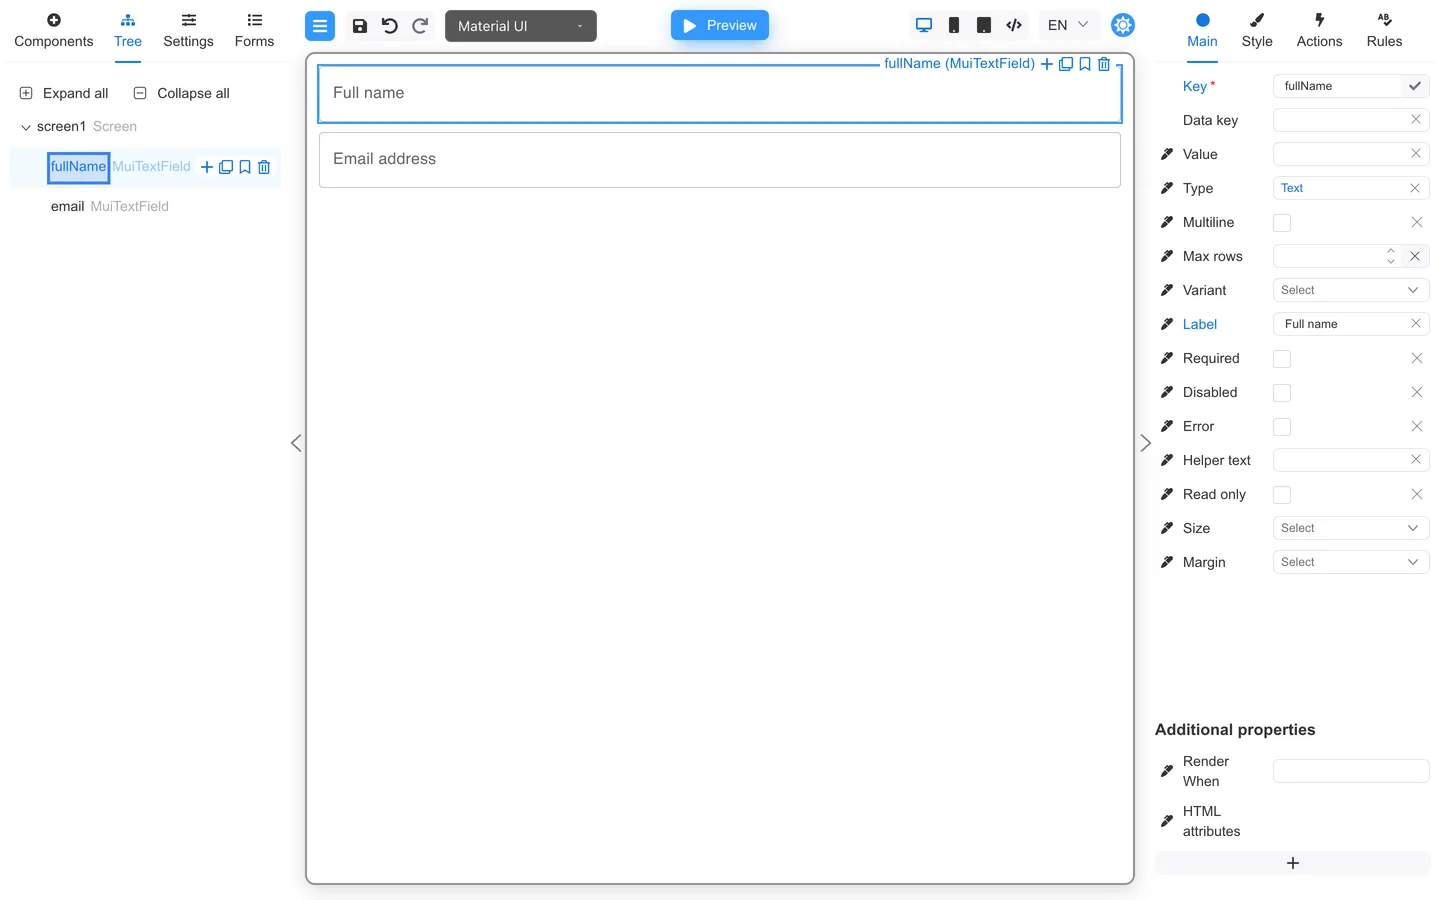 Components
Tree
Settings
Forms
Material UI
Preview
EN
Main
Style
Actions
Rules
Expand all
Collapse all
screen1 Screen
fullName MuiTextField
email MuiTextField
fullName (MuiTextField)
Full name
Email address
Key * fullName
Data key
Value
Type Text
Multiline
Max rows
Variant Select
Label Full name
Required
Disabled
Error
Helper text
Read only
Size Select
Margin Select
Additional properties
Render
When
HTML
attributes